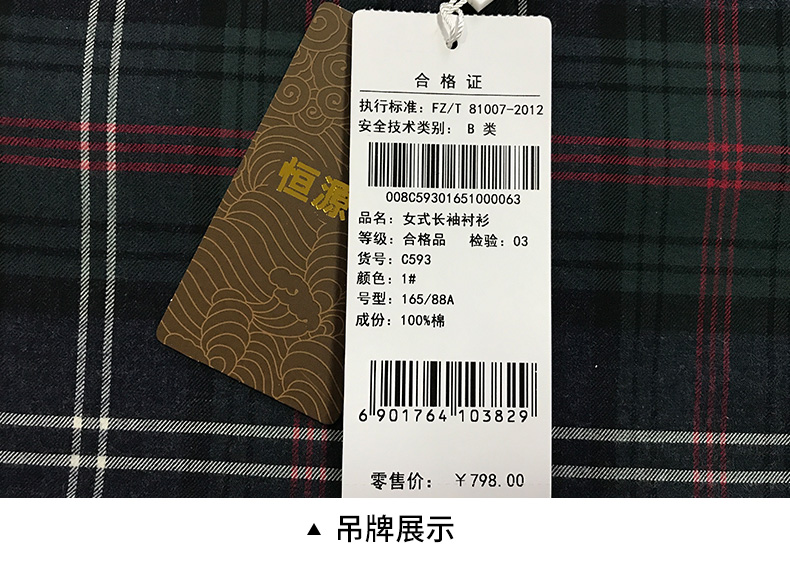 合格证
执行标准: FZ/T 81007-2012
安全技术类别: B 类
008C59301651000063
恒源
品名: 女式长袖衬衫
等级: 合格品 检验: 03
货号: C593
颜色: 1#
号型: 165/88A
成份: 100%棉
6 901764 103829
零售价: ¥798.00
▲ 吊牌展示